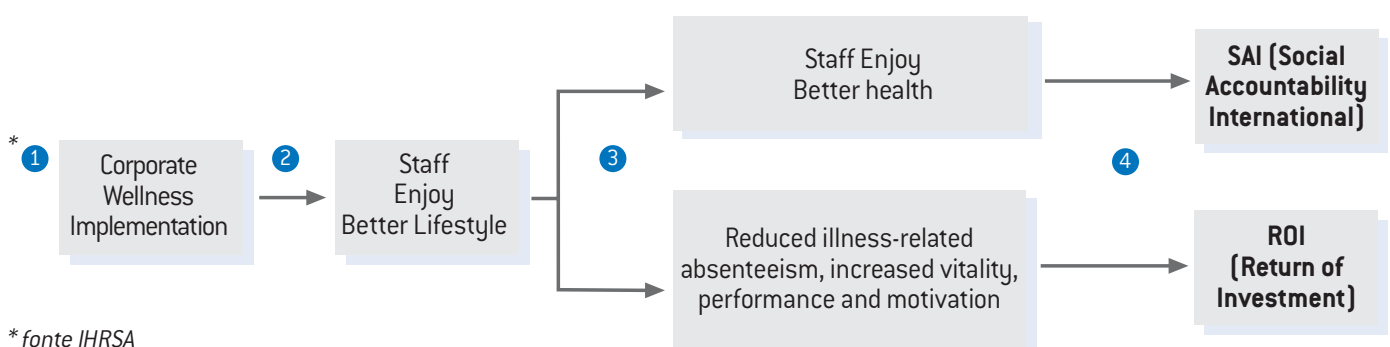 *
1
Corporate
Wellness
Implementation
2
Staff
Enjoy
Better Lifestyle
3
Staff Enjoy
Better health
Reduced illness-related
absenteeism, increased vitality,
performance and motivation
4
SAI (Social
Accountability
International)
ROI
(Return of
Investment)
* fonte IHRSA